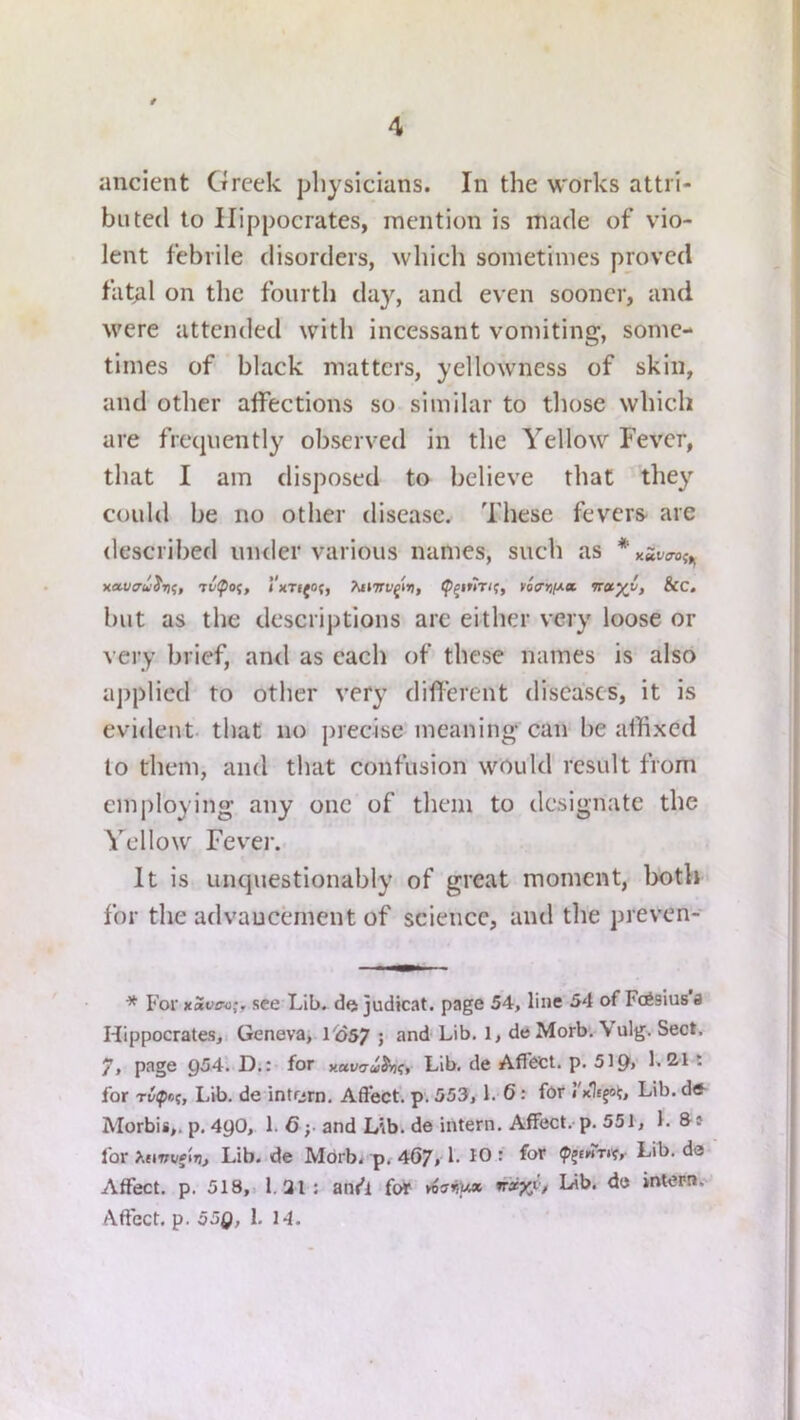 4
ancient Greek physicians. In the works attri-
buted to Hippocrates, mention is made of vio-
lent febrile disorders, which sometimes proved
fatal on the fourth day, and even sooner, and
were attended with incessant vomiting, some-
times of black matters, yellowness of skin,
and other affections so similar to those which
are frequently observed in the Yellow Fever,
that I am disposed to believe that they
could be no other disease. These fevers are
described under various names, such as * καῦσος,
καυσώδης, τύφος, ἴκτερος, λειπυρίη, φρενῖτις, νόσημα παχύ, &c.
but as the descriptions are either very loose or
very brief, and as each of these names is also
applied to other very different diseases, it is
evident that no precise meaning can be affixed
to them, and that confusion would result from
employing any one of them to designate the
Yellow Fever.
It is unquestionably of great moment, both
for the advancement of science, and the preven-
* For καῦσος, see Lib. de judicat. page 54, line 54 of Foësius's
Hippocrates, Geneva, 1657 ; and Lib. 1, de Morb. Vulg. Sect.
7, page 954. D.: for καυσώδης, Lib. de Affect. p. 519, l. 21 :
for τύφος, Lib. de intern. Affect. p. 553, l. 6 : for ἴκτερος, Lib. de
Morbis, p. 490, l. 6 ; and Lib. de intern. Affect. p. 551, l. 8 :
for λειπυρίη, Lib. de Morb. p. 467, l. 10 : for φρενῖτις, Lib. de
Affect. p. 518, l. 21 : and for νόσημα παχύ, Lib. de intern.
Affect. p. 559, l. 14.